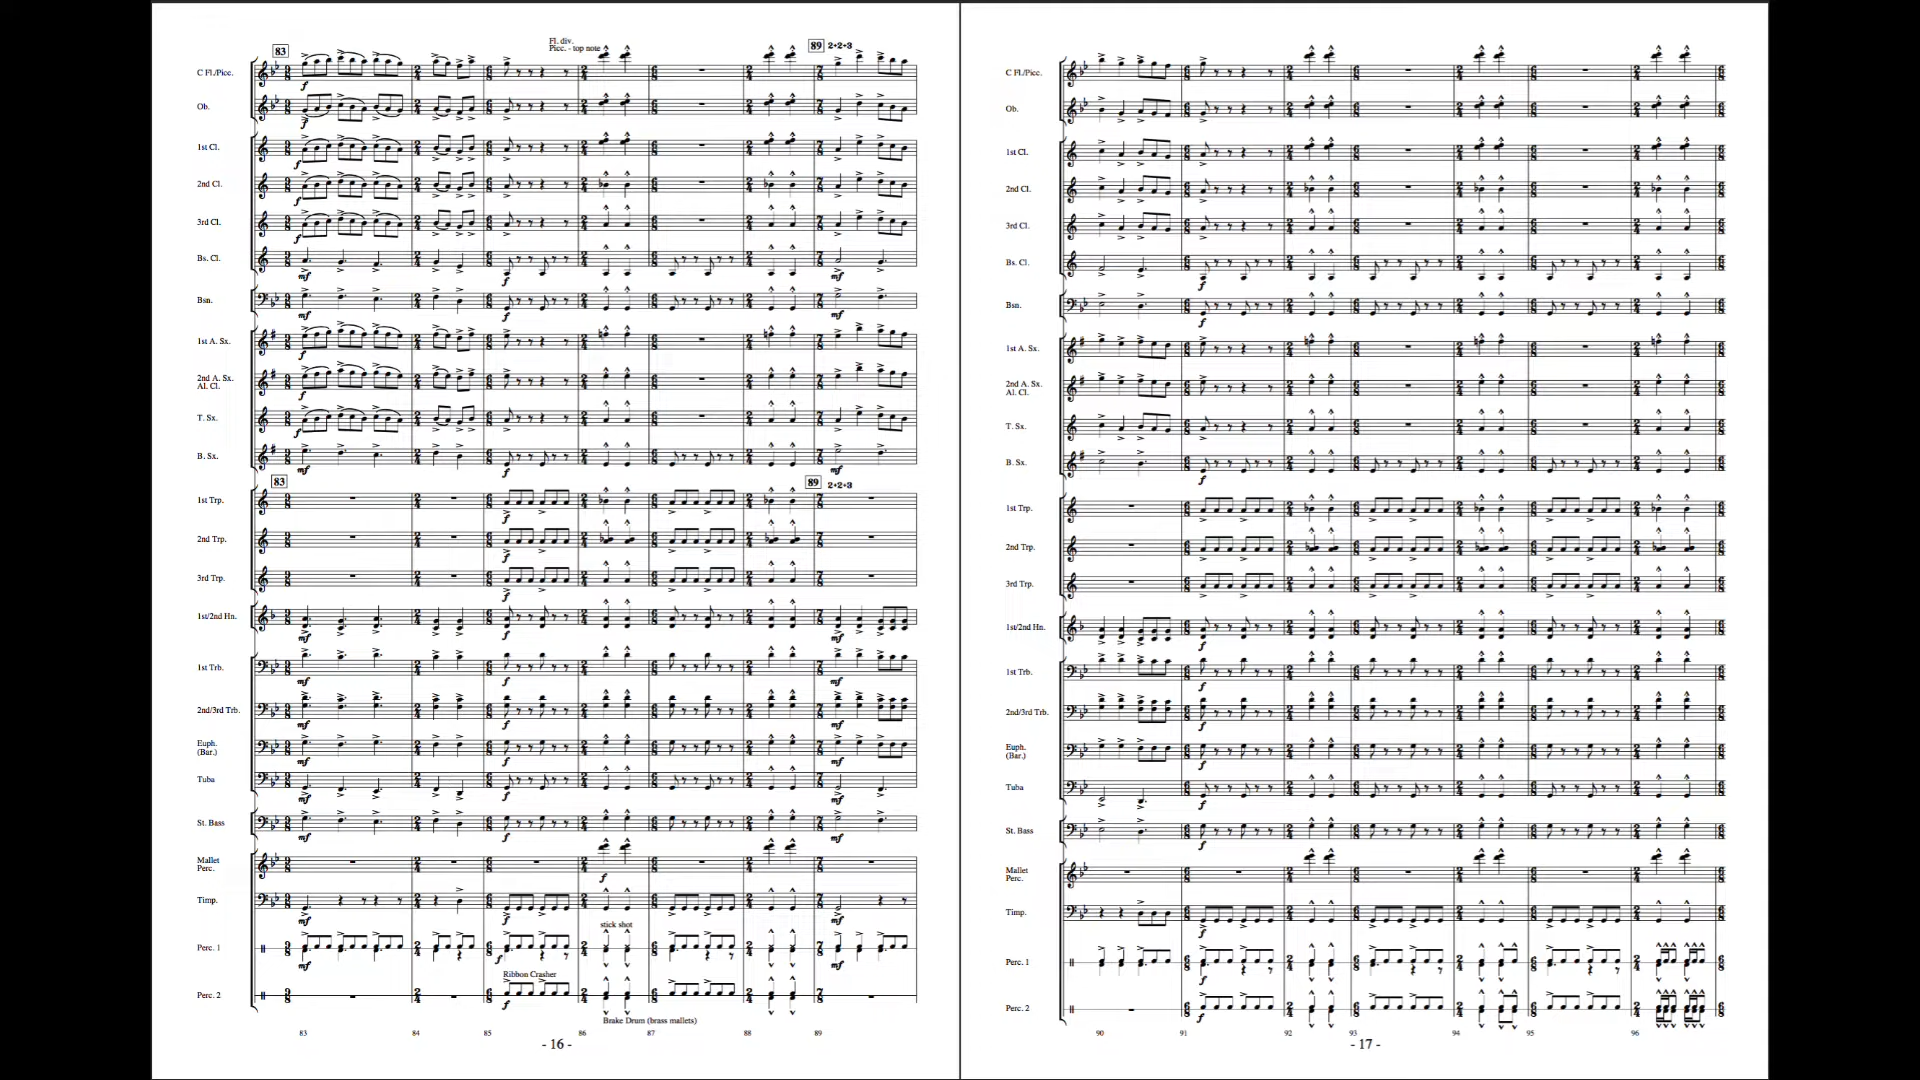 Fl. div.
Picc. - top note
83
89 2+2+3
C Fl./Picc.
Ob.
1st Cl.
2nd Cl.
3rd Cl.
Bs. Cl.
Bsn.
1st A. Sx.
2nd A. Sx.
Al. Cl.
T. Sx.
B. Sx.
83
89 2+2+3
1st Trp.
2nd Trp.
3rd Trp.
1st/2nd Hn.
1st Trb.
2nd/3rd Trb.
Euph.
(Bar.)
Tuba
St. Bass
Mallet
Perc.
Timp.
stick shot
Perc. 1
Ribbon Crasher
Perc. 2
Brake Drum (brass mallets)
83 84 85 86 87 88 89
- 16 -
C Fl./Picc.
Ob.
1st Cl.
2nd Cl.
3rd Cl.
Bs. Cl.
Bsn.
1st A. Sx.
2nd A. Sx.
Al. Cl.
T. Sx.
B. Sx.
1st Trp.
2nd Trp.
3rd Trp.
1st/2nd Hn.
1st Trb.
2nd/3rd Trb.
Euph.
(Bar.)
Tuba
St. Bass
Mallet
Perc.
Timp.
Perc. 1
Perc. 2
90 91 92 93 94 95 96
- 17 -